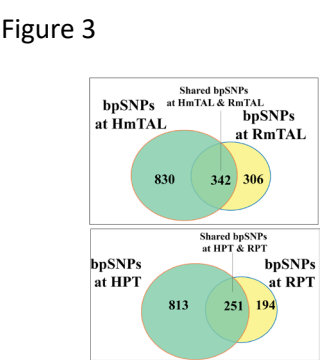 Figure 3
Shared bpSNPs
at HmTAL & RmTAL
bpSNPs
at HmTAL
bpSNPs
at RmTAL
830
342
306
Shared bpSNPs
at HPT & RPT
bpSNPs
at HPT
bpSNPs
at RPT
813
251
194